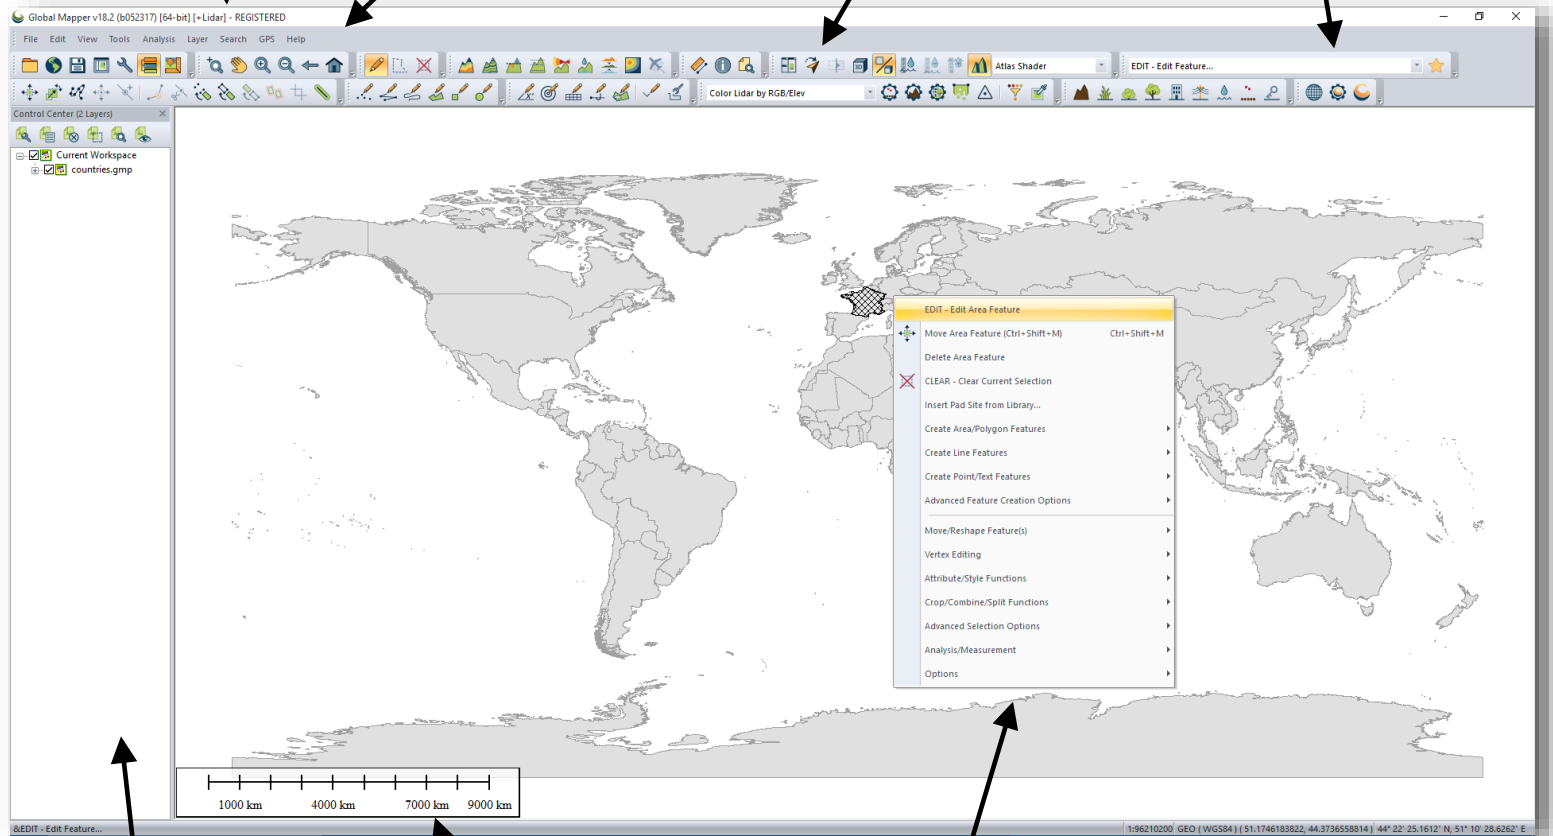 Global Mapper v18.2 (b052317) [64-bit] [+Lidar] - REGISTERED
File Edit View Tools Analysis Layer Search GPS Help
Atlas Shader
EDIT - Edit Feature...
Color Lidar by RGB/Elev
Control Center (2 Layers)
Current Workspace
countries.gmp
EDIT - Edit Area Feature
Move Area Feature (Ctrl+Shift+M) Ctrl+Shift+M
Delete Area Feature
CLEAR - Clear Current Selection
Insert Pad Site from Library...
Create Area/Polygon Features
Create Line Features
Create Point/Text Features
Advanced Feature Creation Options
Move/Reshape Feature(s)
Vertex Editing
Attribute/Style Functions
Crop/Combine/Split Functions
Advanced Selection Options
Analysis/Measurement
Options
1000 km 4000 km 7000 km 9000 km
&EDIT - Edit Feature...
1:96210200 GEO ( WGS84 ) ( 51.1746183822, 44.3736558814 ) 44° 22' 25.1612" N, 51° 10' 28.6262" E